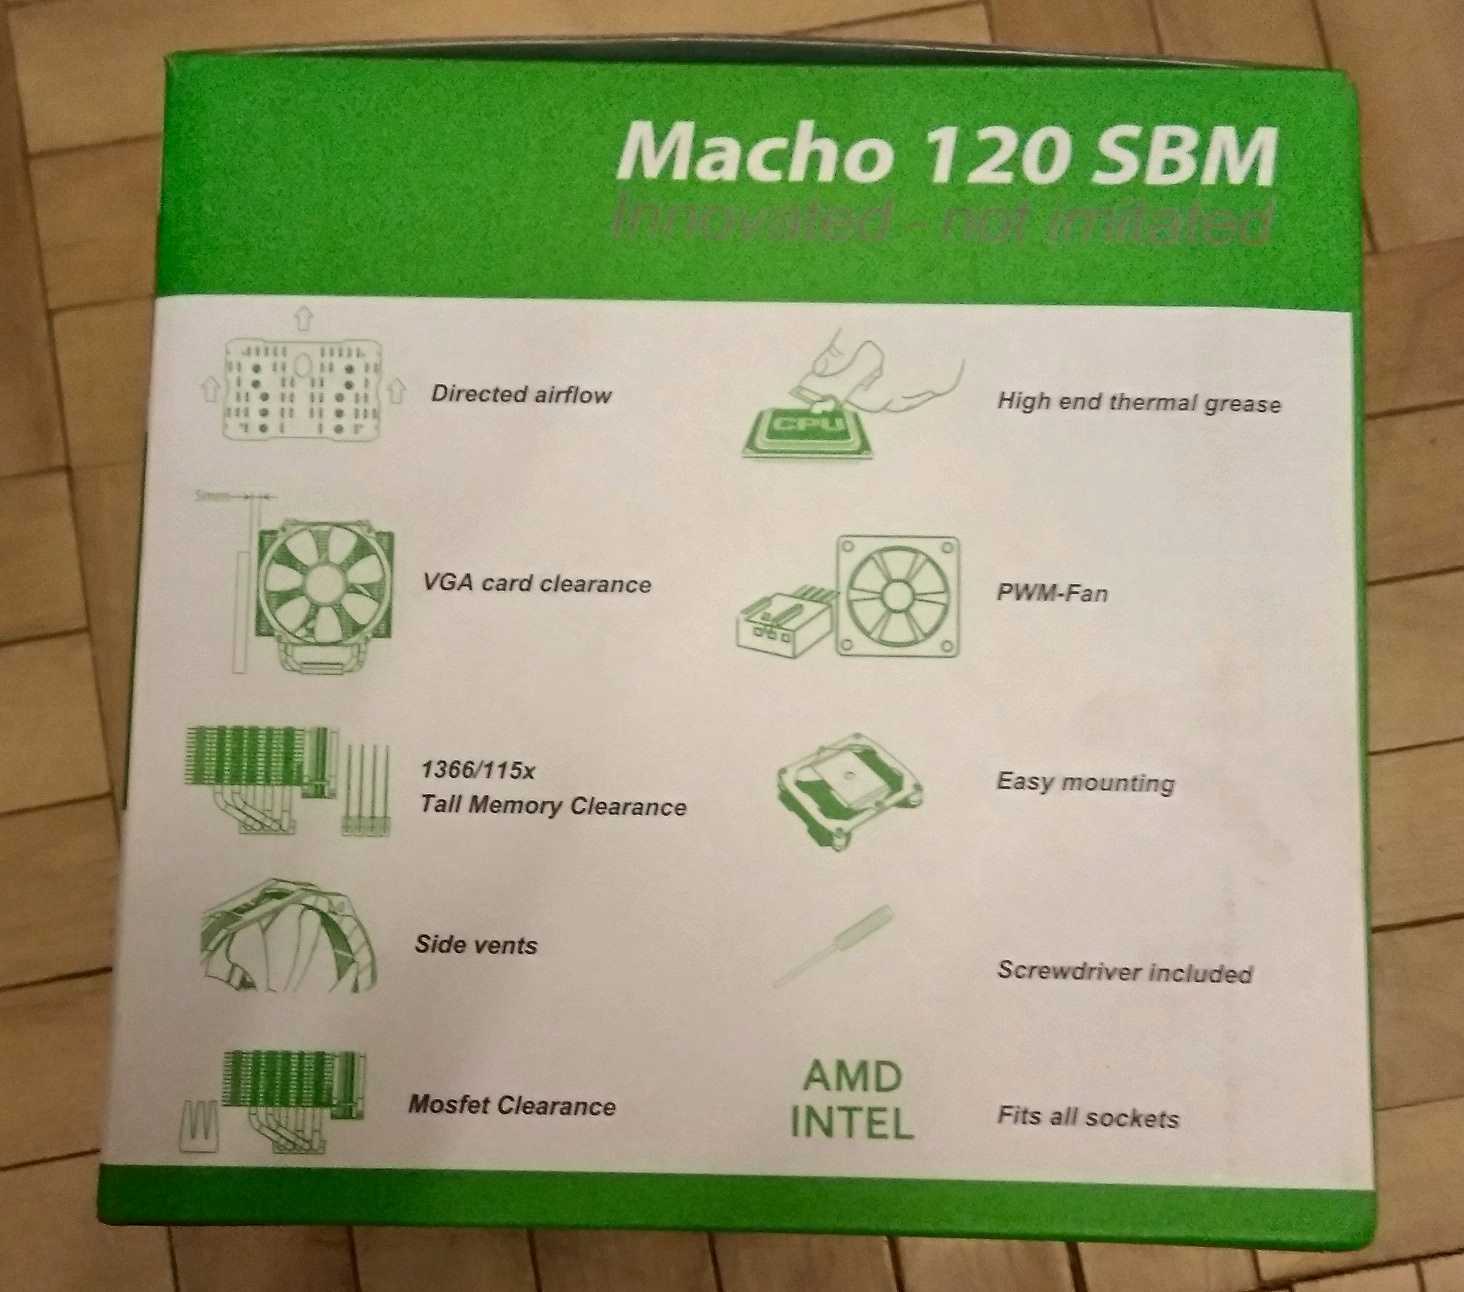 Macho 120 SBM
Innovated - not imitated
Directed airflow
CPU
High end thermal grease
5mm
VGA card clearance
PWM-Fan
1366/115x
Tall Memory Clearance
Easy mounting
Side vents
Screwdriver included
Mosfet Clearance
AMD
INTEL
Fits all sockets